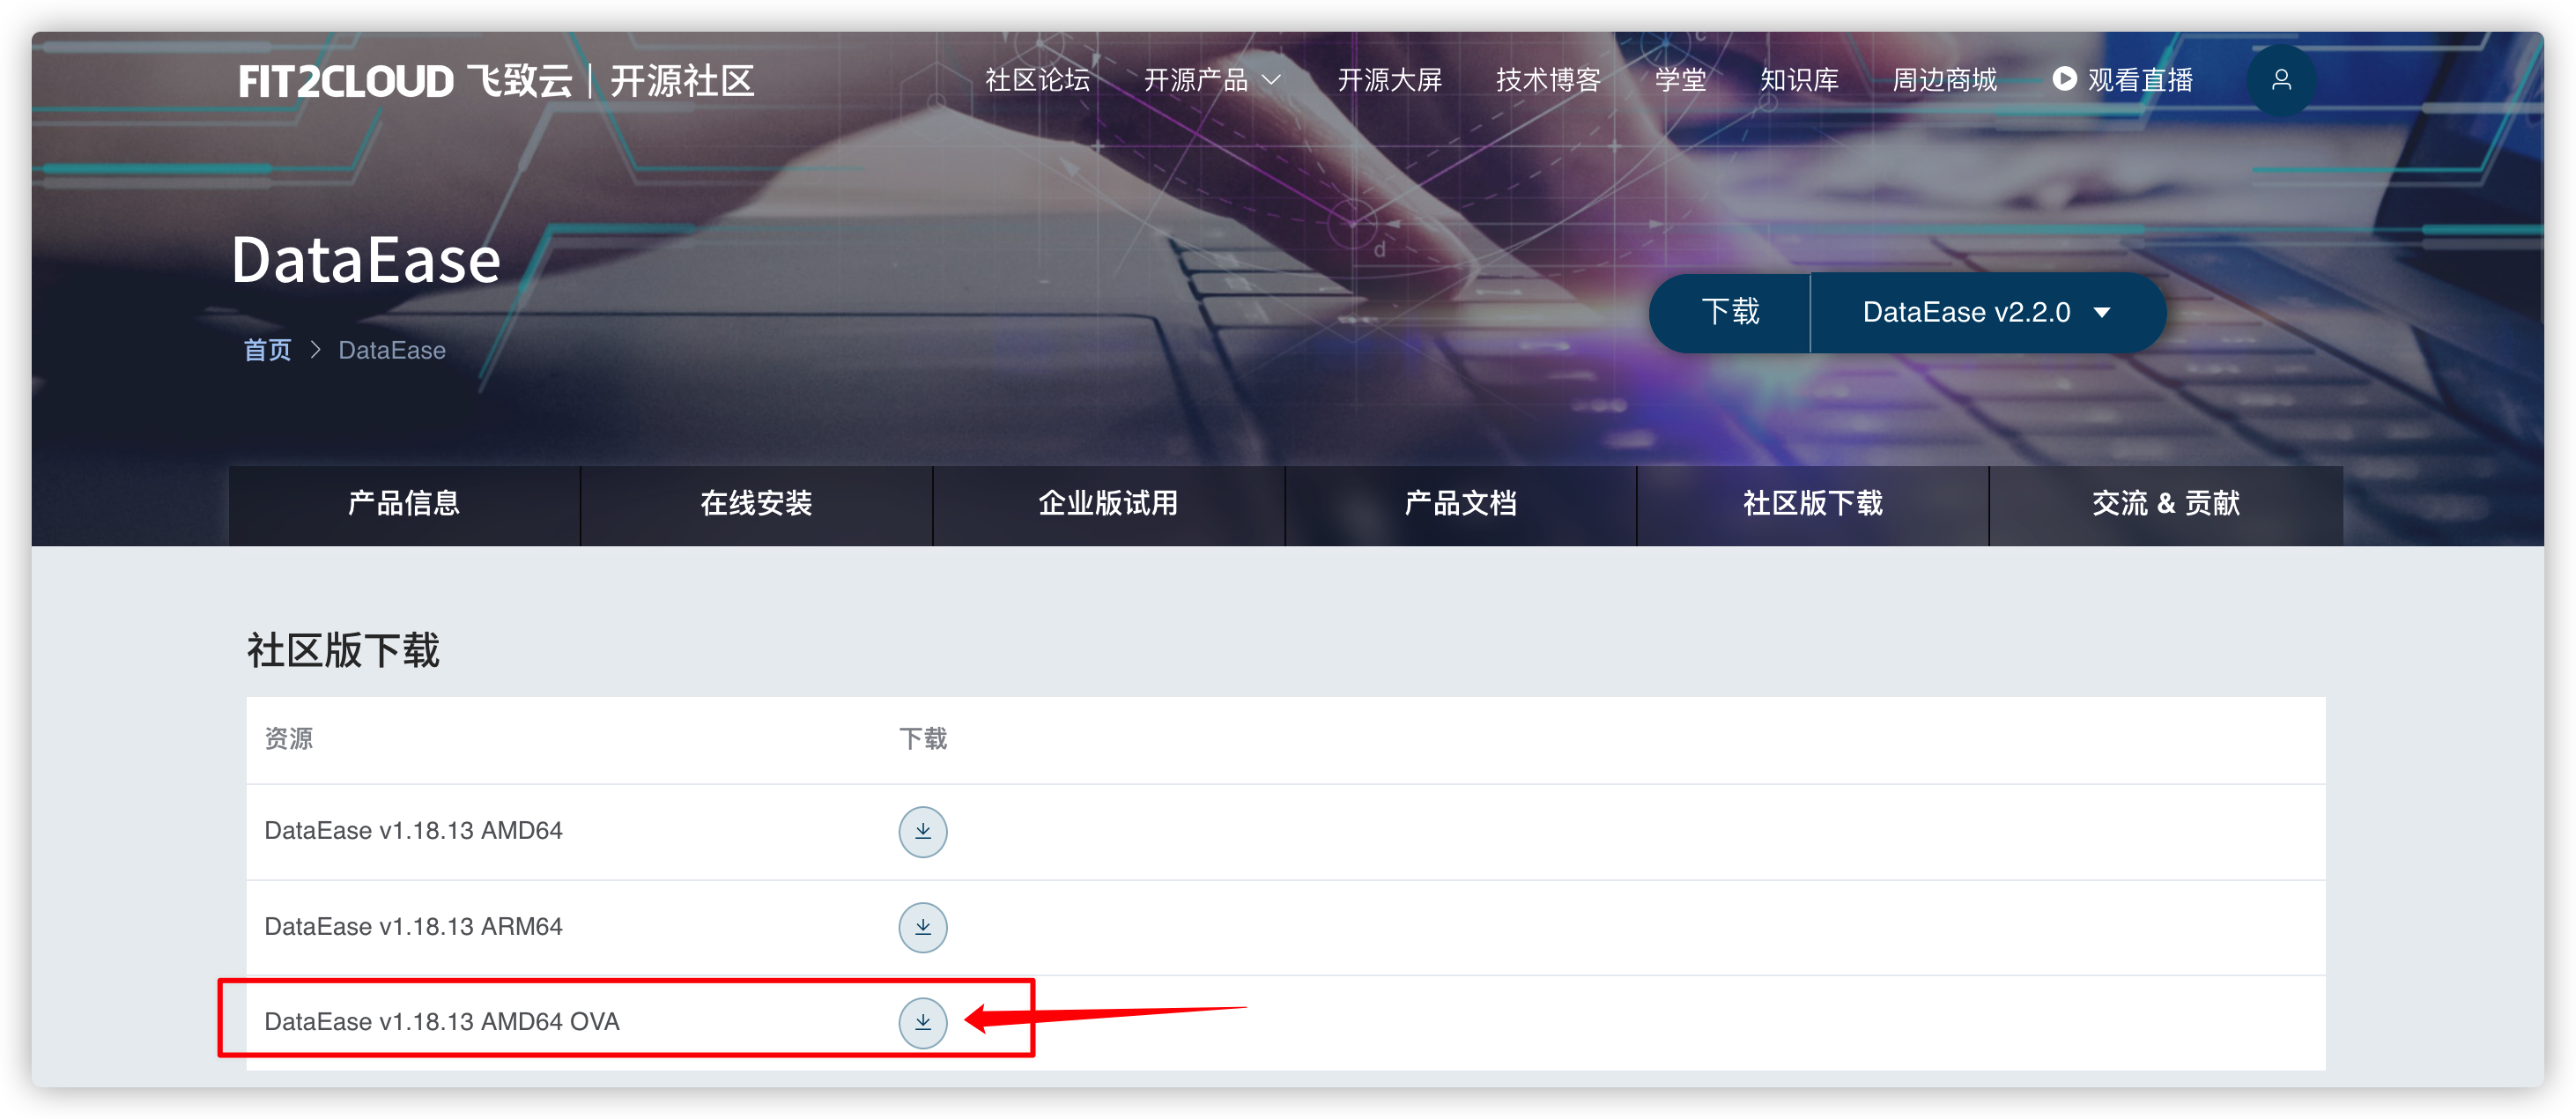 FIT2CLOUD 飞致云 | 开源社区
社区论坛 开源产品 开源大屏 技术博客 学堂 知识库 周边商城 观看直播
DataEase
下载 DataEase v2.2.0
首页 > DataEase
产品信息 在线安装 企业版试用 产品文档 社区版下载 交流 & 贡献
社区版下载
资源 下载
DataEase v1.18.13 AMD64
DataEase v1.18.13 ARM64
DataEase v1.18.13 AMD64 OVA
d
c